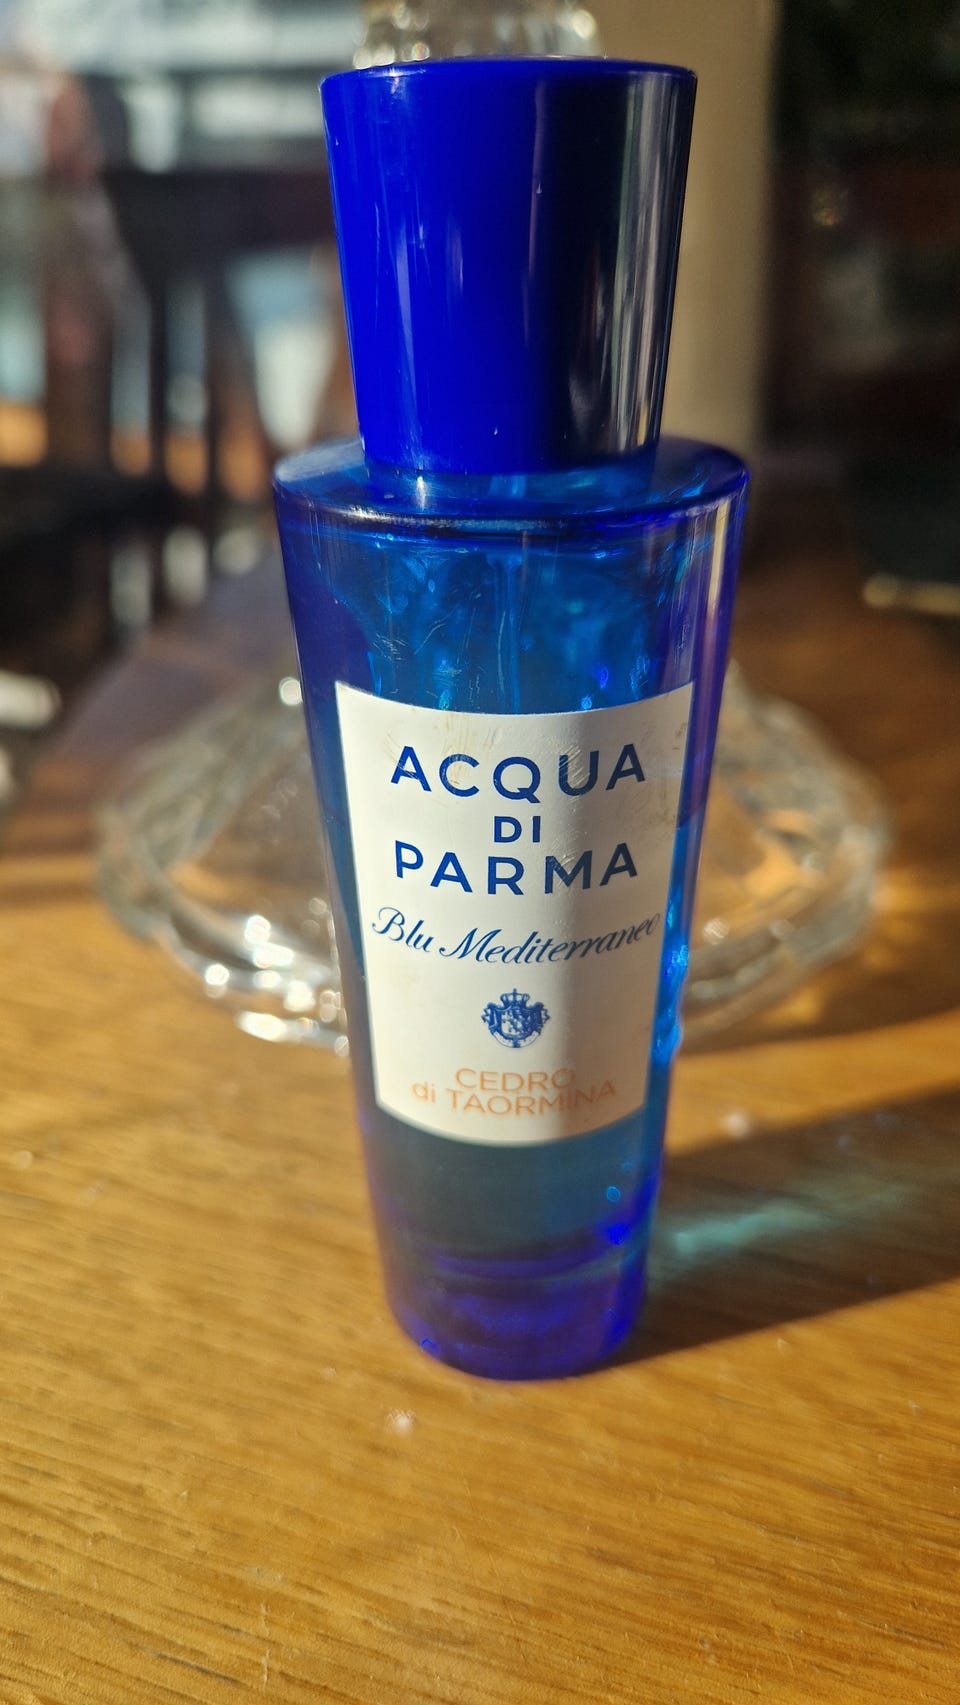 ACQUA
DI
PARMA
Blu Mediterraneo
CEDRO
di TAORMINA